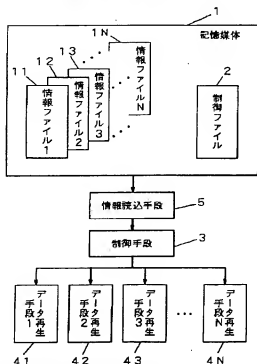 1
記憶媒体
11
12
13
1N
情報ファイル1
情報ファイル2
情報ファイル3
情報ファイルN
2
制御ファイル
情報読込手段
5
制御手段
3
データ再生手段1
データ再生手段2
データ再生手段3
データ再生手段N
41
42
43
4N